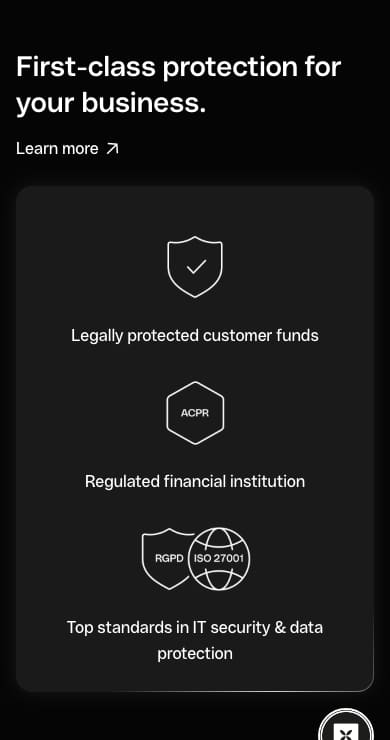 First-class protection for
your business.
Learn more
Legally protected customer funds
ACPR
Regulated financial institution
RGPD ISO 27001
Top standards in IT security & data
protection